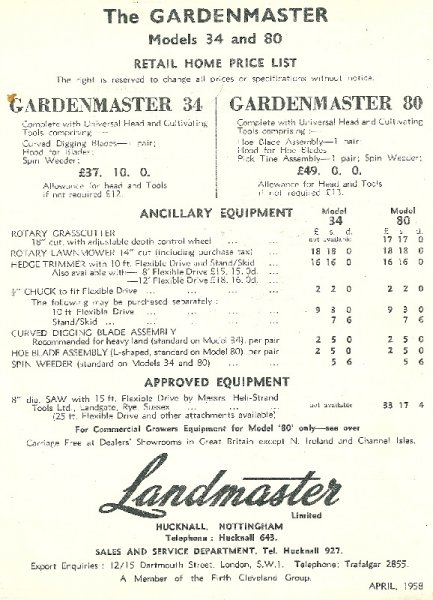 The GARDENMASTER
Models 34 and 80
RETAIL HOME PRICE LIST
The right is reserved to change all prices or specifications without notice.
GARDENMASTER 34
Complete with Universal Head and Cultivating
Tools comprising :—
Curved Digging Blades—1 pair;
Hood for Blades;
Spin Weeder;
£37. 10. 0.
Allowance for head and Tools
if not required £12.
GARDENMASTER 80
Complete with Universal Head and Cultivating
Tools comprising :—
Hoe Blade Assembly—1 pair
Hood for Hoe Blades
Pick Tine Assembly—1 pair; Spin Weeder;
£49. 0. 0.
Allowance for Head and Tools
if not required £13.
ANCILLARY EQUIPMENT Model 34 Model 80
£ s d £ s. d.
ROTARY GRASSCUTTER
18" cut, with adjustable depth control wheel ... ... not available 17 17 0
ROTARY LAWNMOWER 14" cut (including purchase tax) ... 18 18 0 18 18 0
HEDGE TRIMMER with 10 ft. Flexible Drive and Stand/Skid ... 16 16 0 16 16 0
Also available with— 8' Flexible Drive £15. 15. 0d.
—12' Flexible Drive £18. 16. 0d.
CHUCK to fit Flexible Drive ... ... ... ... 2 2 0 2 2 0
The following may be purchased separately :
10 ft. Flexible Drive ... ... ... ... 9 3 0 9 3 0
Stand/Skid ... ... ... ... ... 7 6 7 6
CURVED DIGGING BLADE ASSEMBLY
Recommended for heavy land (standard on Model 34), per pair 2 5 0 2 5 0
HOE BLADE ASSEMBLY (L-shaped, standard on Model 80) per pair 2 5 0 2 5 0
SPIN WEEDER (standard on Models 34 and 80) ... ... 5 6 5 6
APPROVED EQUIPMENT
8" dia. SAW with 15 ft. Flexible Drive by Messrs. Heli-Strand
Tools Ltd., Landgate, Rye, Sussex ... ... ... not available 33 17 4
(25 ft. Flexible Drive and other attachments available)
For Commercial Growers Equipment for Model '80' only—see over
Carriage Free at Dealers' Showrooms in Great Britain except N. Ireland and Channel Isles.
Landmaster
Limited
HUCKNALL, NOTTINGHAM
Telephone : Hucknall 643.
SALES AND SERVICE DEPARTMENT, Tel. Hucknall 927.
Export Enquiries : 12/15 Dartmouth Street, London, S.W.1. Telephone: Trafalgar 2855.
A Member of the Firth Cleveland Group.
APRIL, 1958